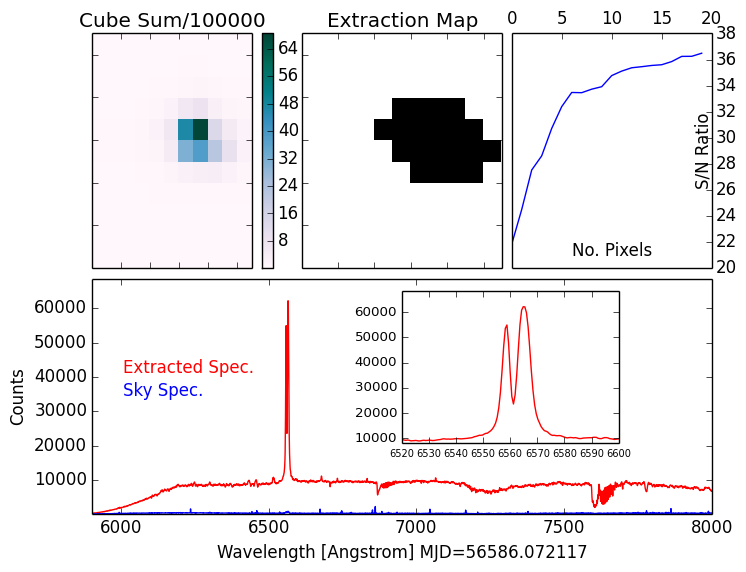 Cube Sum/100000
Extraction Map
0 5 10 15 20
64
56
48
40
32
24
16
8
38
36
34
32
30
28
26
24
22
20
S/N Ratio
No. Pixels
60000
50000
40000
30000
20000
10000
Counts
Extracted Spec.
Sky Spec.
60000
50000
40000
30000
20000
10000
6520 6530 6540 6550 6560 6570 6580 6590 6600
6000 6500 7000 7500 8000
Wavelength [Angstrom] MJD=56586.072117